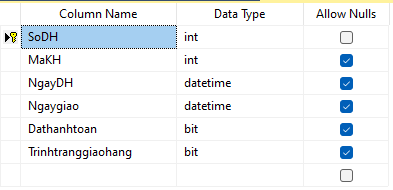 Column Name Data Type Allow Nulls
SoDH int
MaKH int
NgayDH datetime
Ngaygiao datetime
Dathanhtoan bit
Trinhtranggiaohang bit